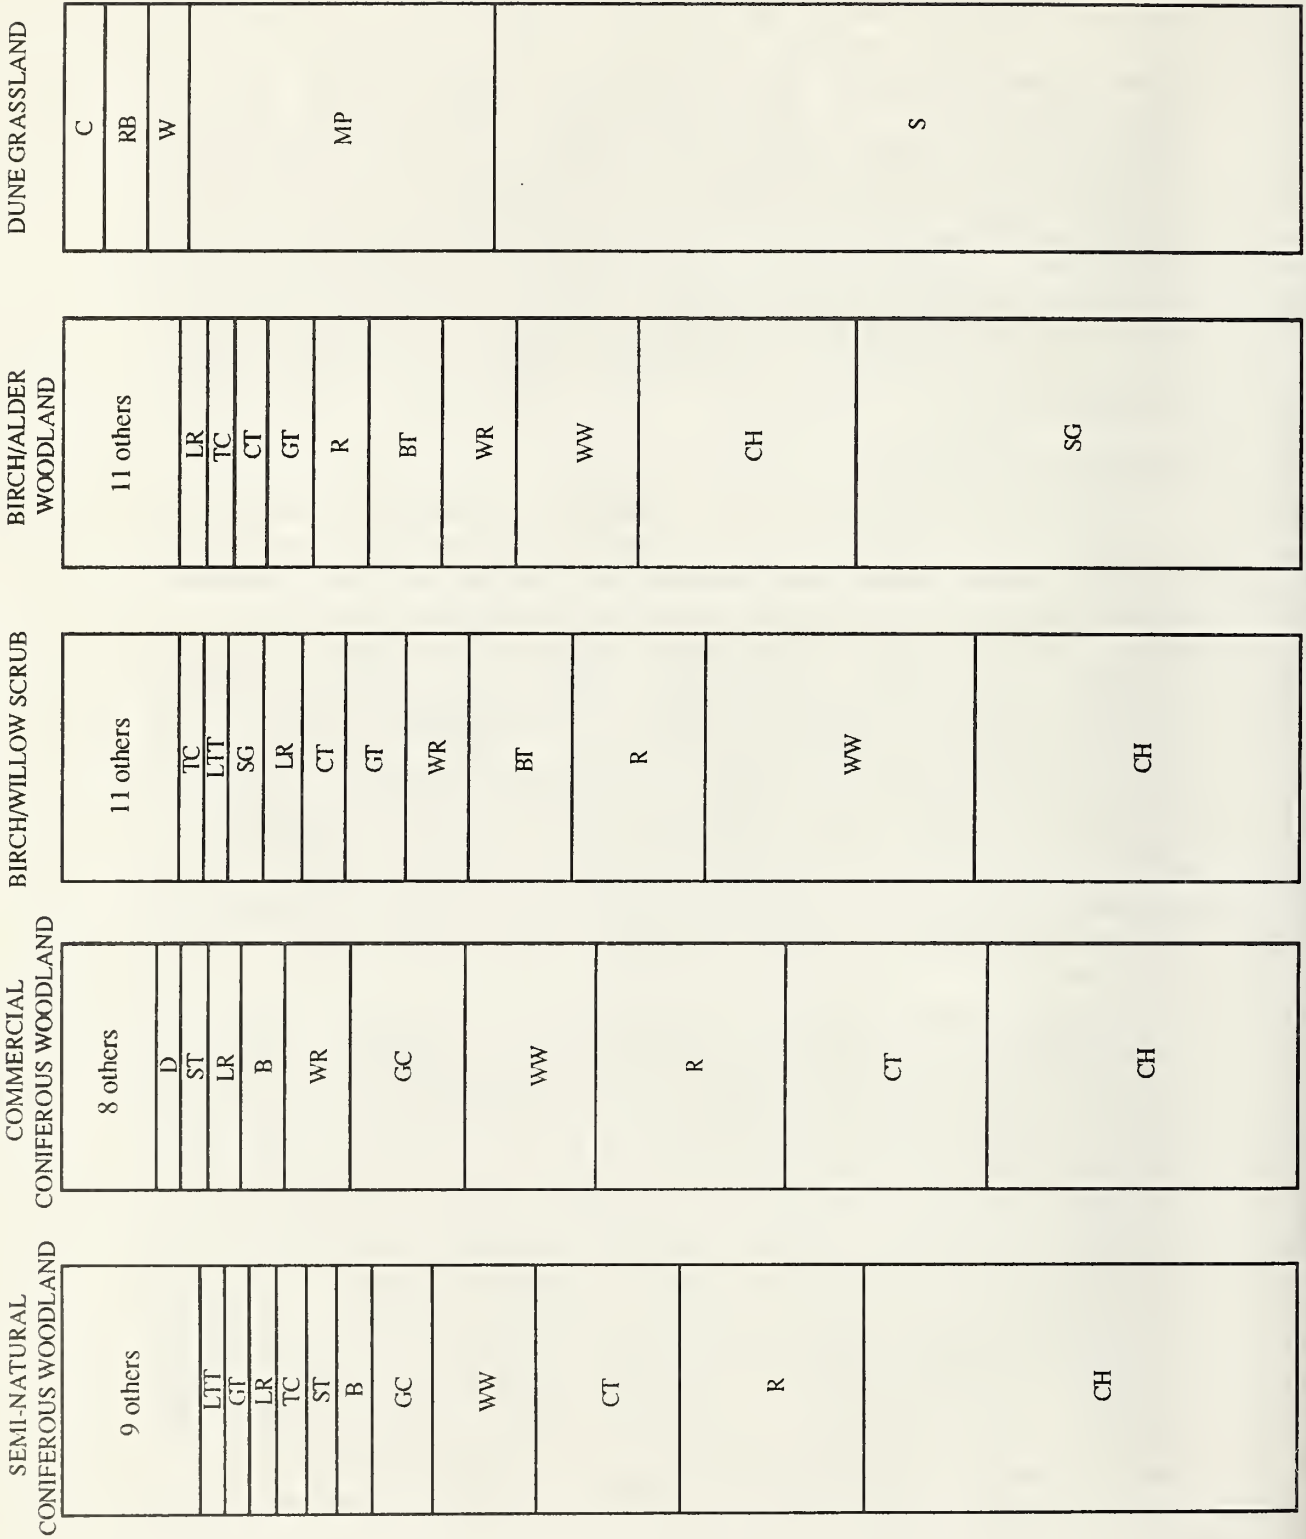 SEMI-NATURAL
CONIFEROUS WOODLAND
9 others
LTT
GT
LR
TC
ST
B
GC
WW
CT
R
CH
COMMERCIAL
CONIFEROUS WOODLAND
8 others
D
ST
LR
B
WR
GC
WW
R
CT
CH
BIRCH/WILLOW SCRUB
11 others
TC
LTT
SG
LR
CT
GT
WR
BT
R
WW
CH
BIRCH/ALDER
WOODLAND
11 others
LR
TC
CT
GT
R
BT
WR
WW
CH
SG
DUNE GRASSLAND
C
RB
W
MP
S